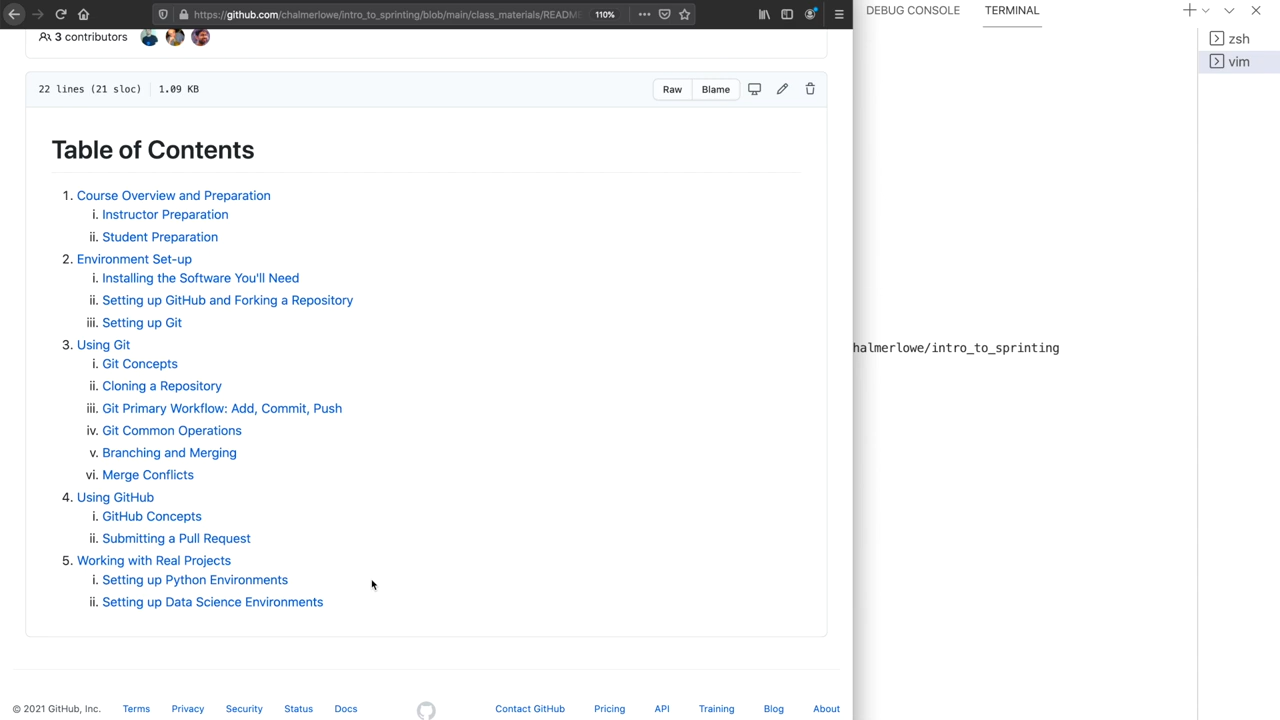 https://github.com/chalmerlowe/intro_to_sprinting/blob/main/class_materials/README
110%
DEBUG CONSOLE
TERMINAL
zsh
vim
3 contributors
22 lines (21 sloc)
1.09 KB
Raw
Blame
Table of Contents
1. Course Overview and Preparation
i. Instructor Preparation
ii. Student Preparation
2. Environment Set-up
i. Installing the Software You'll Need
ii. Setting up GitHub and Forking a Repository
iii. Setting up Git
3. Using Git
i. Git Concepts
ii. Cloning a Repository
iii. Git Primary Workflow: Add, Commit, Push
iv. Git Common Operations
v. Branching and Merging
vi. Merge Conflicts
4. Using GitHub
i. GitHub Concepts
ii. Submitting a Pull Request
5. Working with Real Projects
i. Setting up Python Environments
ii. Setting up Data Science Environments
halmerlowe/intro_to_sprinting
© 2021 GitHub, Inc.
Terms
Privacy
Security
Status
Docs
Contact GitHub
Pricing
API
Training
Blog
About